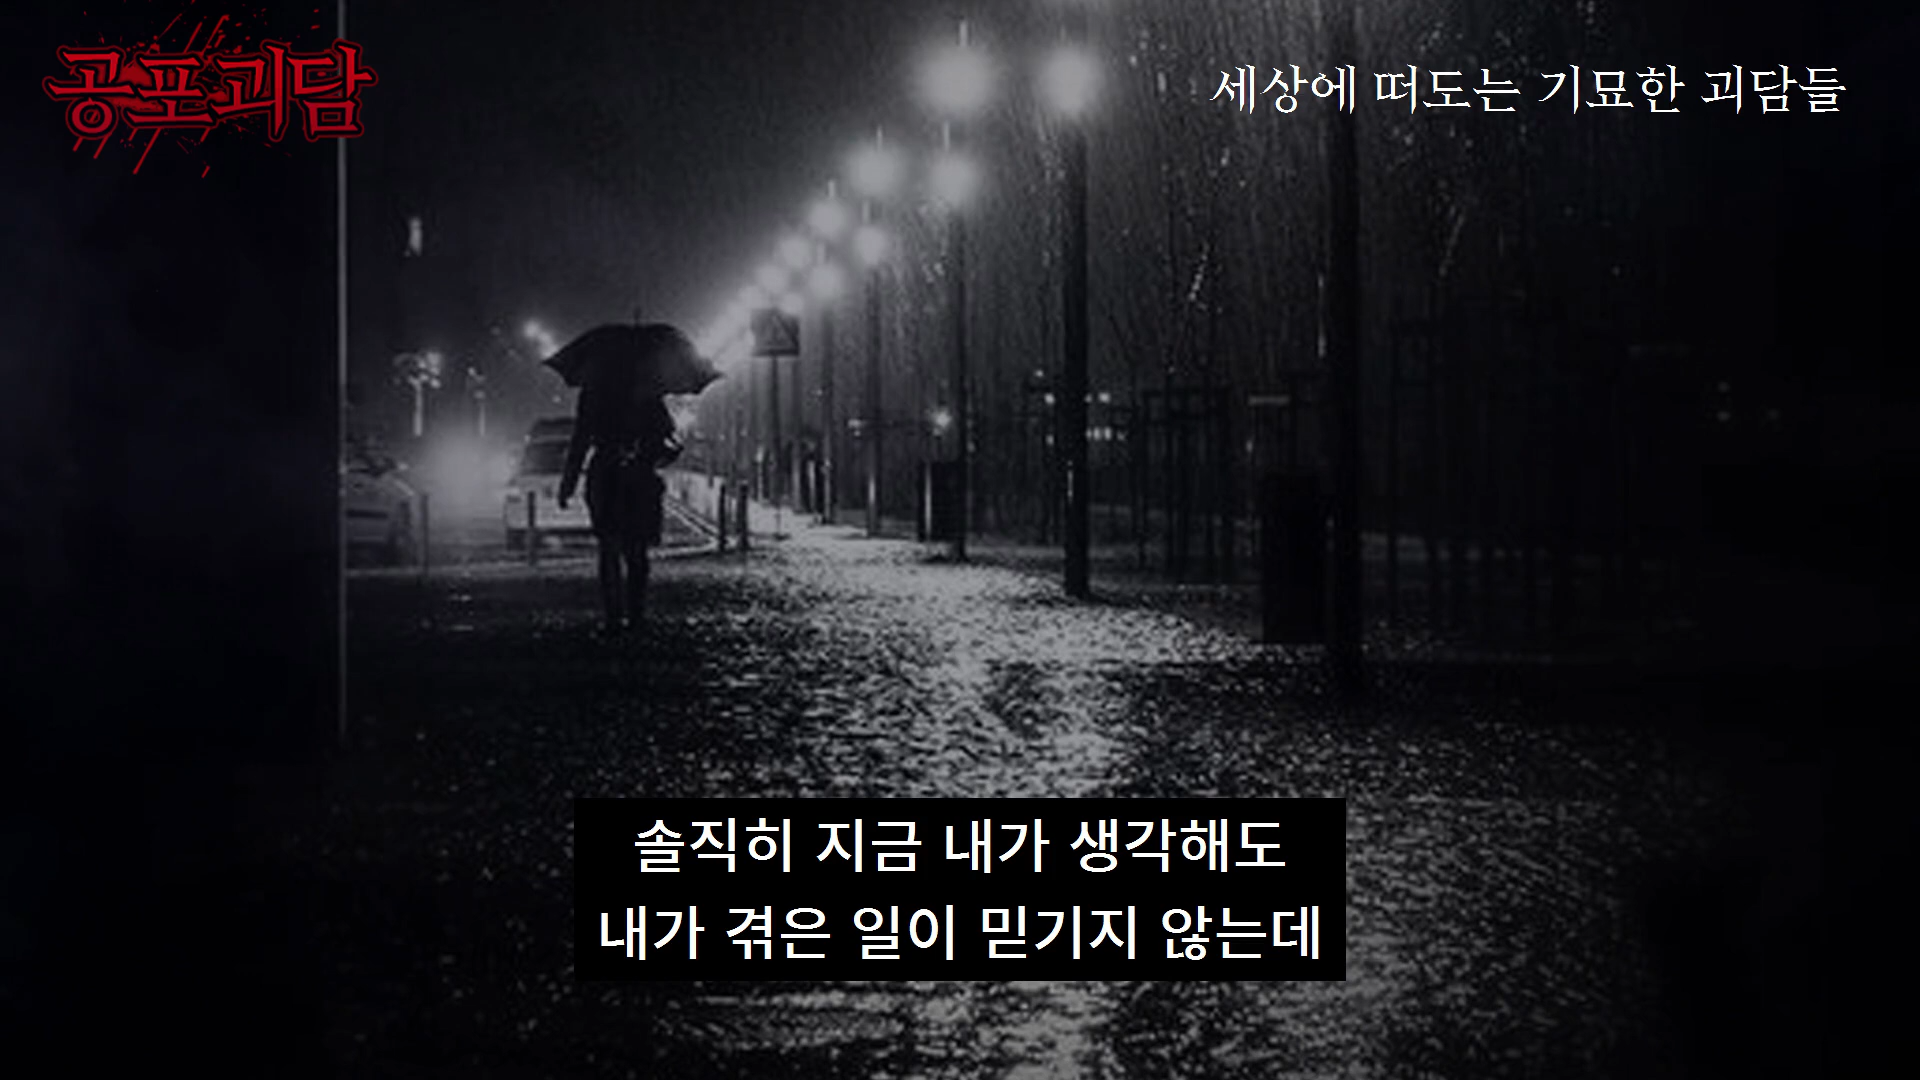 공포괴담
세상에 떠도는 기묘한 괴담들
솔직히 지금 내가 생각해도
내가 겪은 일이 믿기지 않는데